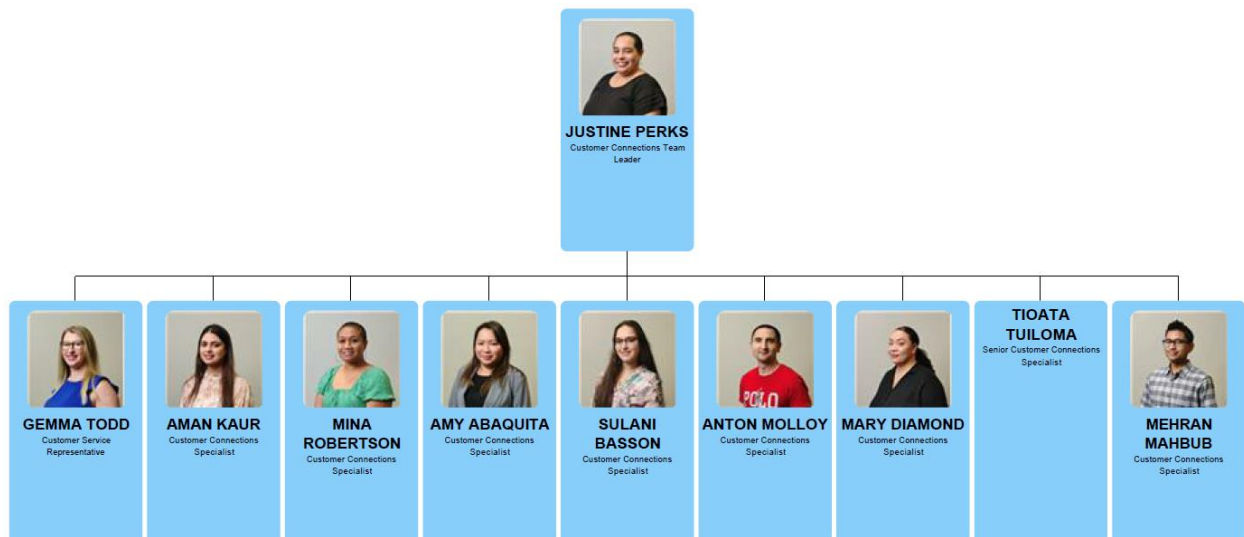 JUSTINE PERKS
Customer Connections Team
Leader
GEMMA TODD
Customer Service
Representative
AMAN KAUR
Customer Connections
Specialist
MINA
ROBERTSON
Customer Connections
Specialist
AMY ABAQUITA
Customer Connections
Specialist
SULANI
BASSON
Customer Connections
Specialist
POLO
ANTON MOLLOY
Customer Connections
Specialist
MARY DIAMOND
Customer Connections
Specialist
TIOATA
TUILOMA
Senior Customer Connections
Specialist
MEHRAN
MAHBUB
Customer Connections
Specialist